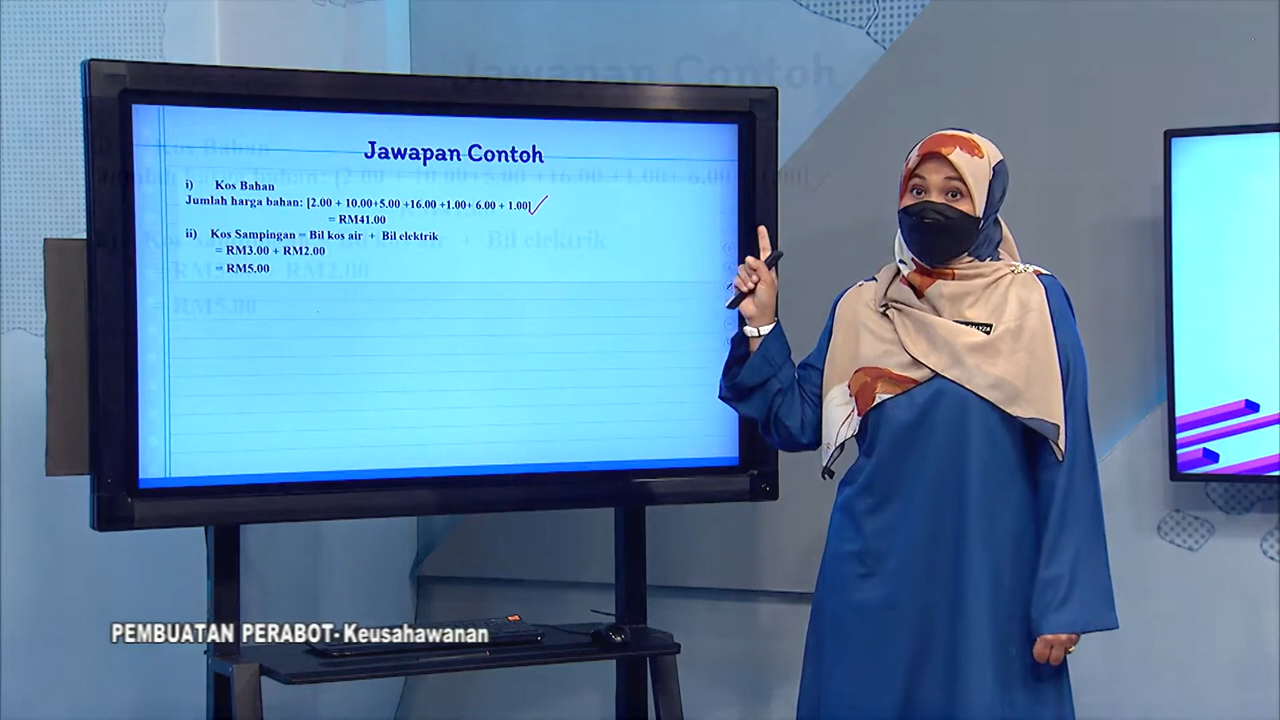 Jawapan Contoh
i) Kos Bahan
Jumlah harga bahan: [2.00 + 10.00+5.00 +16.00 +1.00+ 6.00 + 1.00]
= RM41.00
ii) Kos Sampingan = Bil kos air + Bil elektrik
= RM3.00 + RM2.00
= RM5.00
PEMBUATAN PERABOT-Keusahawanan